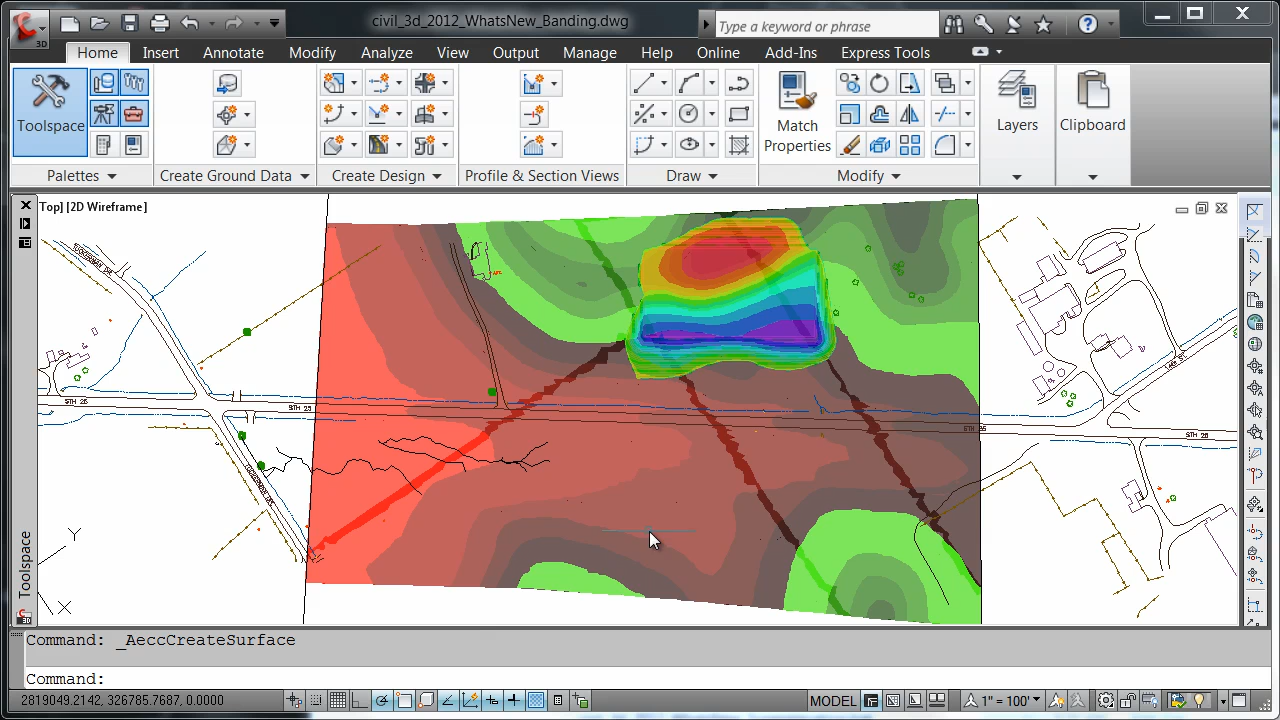 civil_3d_2012_WhatsNew_Banding.dwg
Type a keyword or phrase
3D
Home Insert Annotate Modify Analyze View Output Manage Help Online Add-Ins Express Tools
Toolspace
Match
Properties
Layers
Clipboard
Palettes
Create Ground Data
Create Design
Profile & Section Views
Draw
Modify
Top] [2D Wireframe]
STH 26
STH 26
STH 26
STH 26
Y
X
Toolspace
Command: _AeccCreateSurface
Command:
2819049.2142, 326785.7687, 0.0000
MODEL
1" = 100'